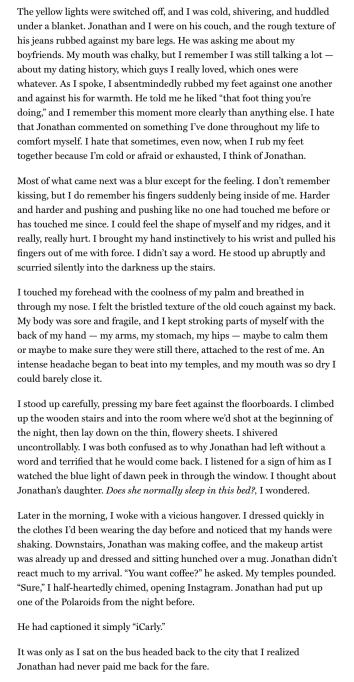 The yellow lights were switched off, and I was cold, shivering, and huddled
under a blanket. Jonathan and I were on his couch, and the rough texture of
his jeans rubbed against my bare legs. He was asking me about my
boyfriends. My mouth was chalky, but I remember I was still talking a lot —
about my dating history, which guys I really loved, which ones were
whatever. As I spoke, I absentmindedly rubbed my feet against one another
and against his for warmth. He told me he liked “that foot thing you’re
doing,” and I remember this moment more clearly than anything else. I hate
that Jonathan commented on something I’ve done throughout my life to
comfort myself. I hate that sometimes, even now, when I rub my feet
together because I’m cold or afraid or exhausted, I think of Jonathan.

Most of what came next was a blur except for the feeling. I don’t remember
kissing, but I do remember his fingers suddenly being inside of me. Harder
and harder and pushing and pushing like no one had touched me before or
has touched me since. I could feel the shape of myself and my ridges, and it
really, really hurt. I brought my hand instinctively to his wrist and pulled his
fingers out of me with force. I didn’t say a word. He stood up abruptly and
scurried silently into the darkness up the stairs.

I touched my forehead with the coolness of my palm and breathed in
through my nose. I felt the bristled texture of the old couch against my back.
My body was sore and fragile, and I kept stroking parts of myself with the
back of my hand — my arms, my stomach, my hips — maybe to calm them
or maybe to make sure they were still there, attached to the rest of me. An
intense headache began to beat into my temples, and my mouth was so dry I
could barely close it.

I stood up carefully, pressing my bare feet against the floorboards. I climbed
up the wooden stairs and into the room where we’d shot at the beginning of
the night, then lay down on the thin, flowery sheets. I shivered
uncontrollably. I was both confused as to why Jonathan had left without a
word and terrified that he would come back. I listened for a sign of him as I
watched the blue light of dawn peek in through the window. I thought about
Jonathan’s daughter. Does she normally sleep in this bed?, I wondered.

Later in the morning, I woke with a vicious hangover. I dressed quickly in
the clothes I’d been wearing the day before and noticed that my hands were
shaking. Downstairs, Jonathan was making coffee, and the makeup artist
was already up and dressed and sitting hunched over a mug. Jonathan didn’t
react much to my arrival. “You want coffee?” he asked. My temples pounded.
“Sure,” I half-heartedly chimed, opening Instagram. Jonathan had put up
one of the Polaroids from the night before.

He had captioned it simply “iCarly.”

It was only as I sat on the bus headed back to the city that I realized
Jonathan had never paid me back for the fare.